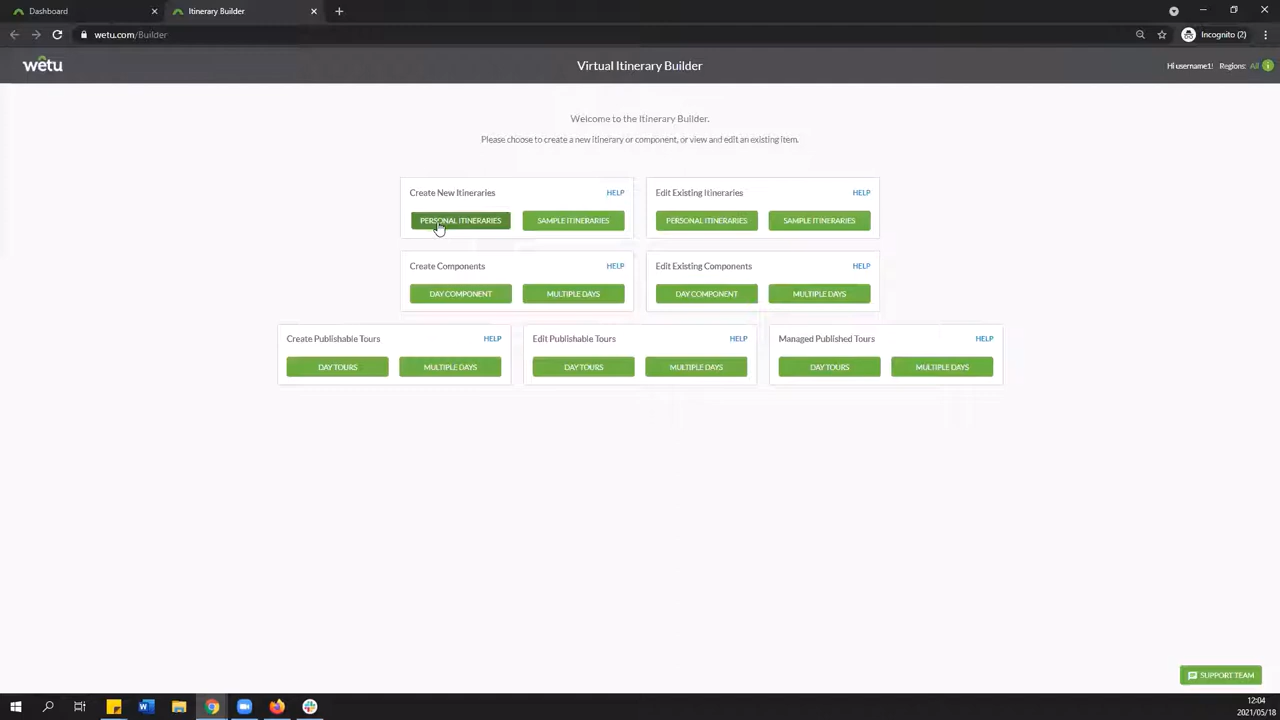 Dashboard
Itinerary Builder
wetu.com/Builder
Incognito (2)
wetu
Virtual Itinerary Builder
Hi username1! Regions: All
Welcome to the Itinerary Builder.
Please choose to create a new itinerary or component, or view and edit an existing item.
Create New Itineraries HELP
PERSONAL ITINERARIES SAMPLE ITINERARIES
Edit Existing Itineraries HELP
PERSONAL ITINERARIES SAMPLE ITINERARIES
Create Components HELP
DAY COMPONENT MULTIPLE DAYS
Edit Existing Components HELP
DAY COMPONENT MULTIPLE DAYS
Create Publishable Tours HELP
DAY TOURS MULTIPLE DAYS
Edit Publishable Tours HELP
DAY TOURS MULTIPLE DAYS
Managed Published Tours HELP
DAY TOURS MULTIPLE DAYS
SUPPORT TEAM
12:04
2021/05/18